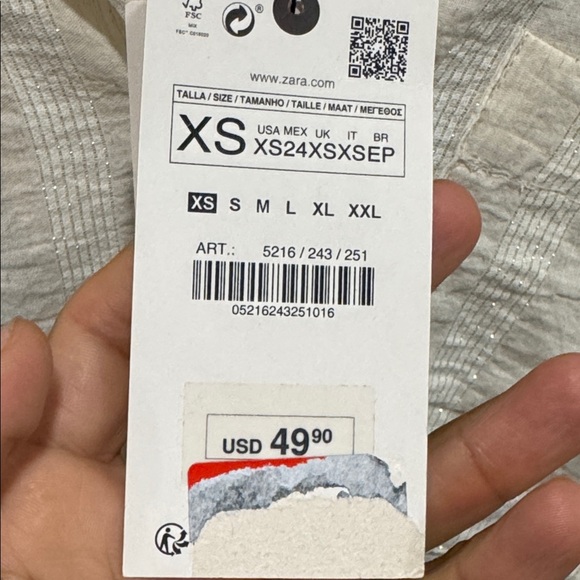 FSC
www.zara.com
TALLA / SIZE / TAMANHO / TAILLE / MAAT / ΜΕΓΕΘΟΣ
XS
USA MEX UK IT BR
XS24XSXSEP
XS S M L XL XXL
ART.: 5216 / 243 / 251
05216243251016
USD 49.90